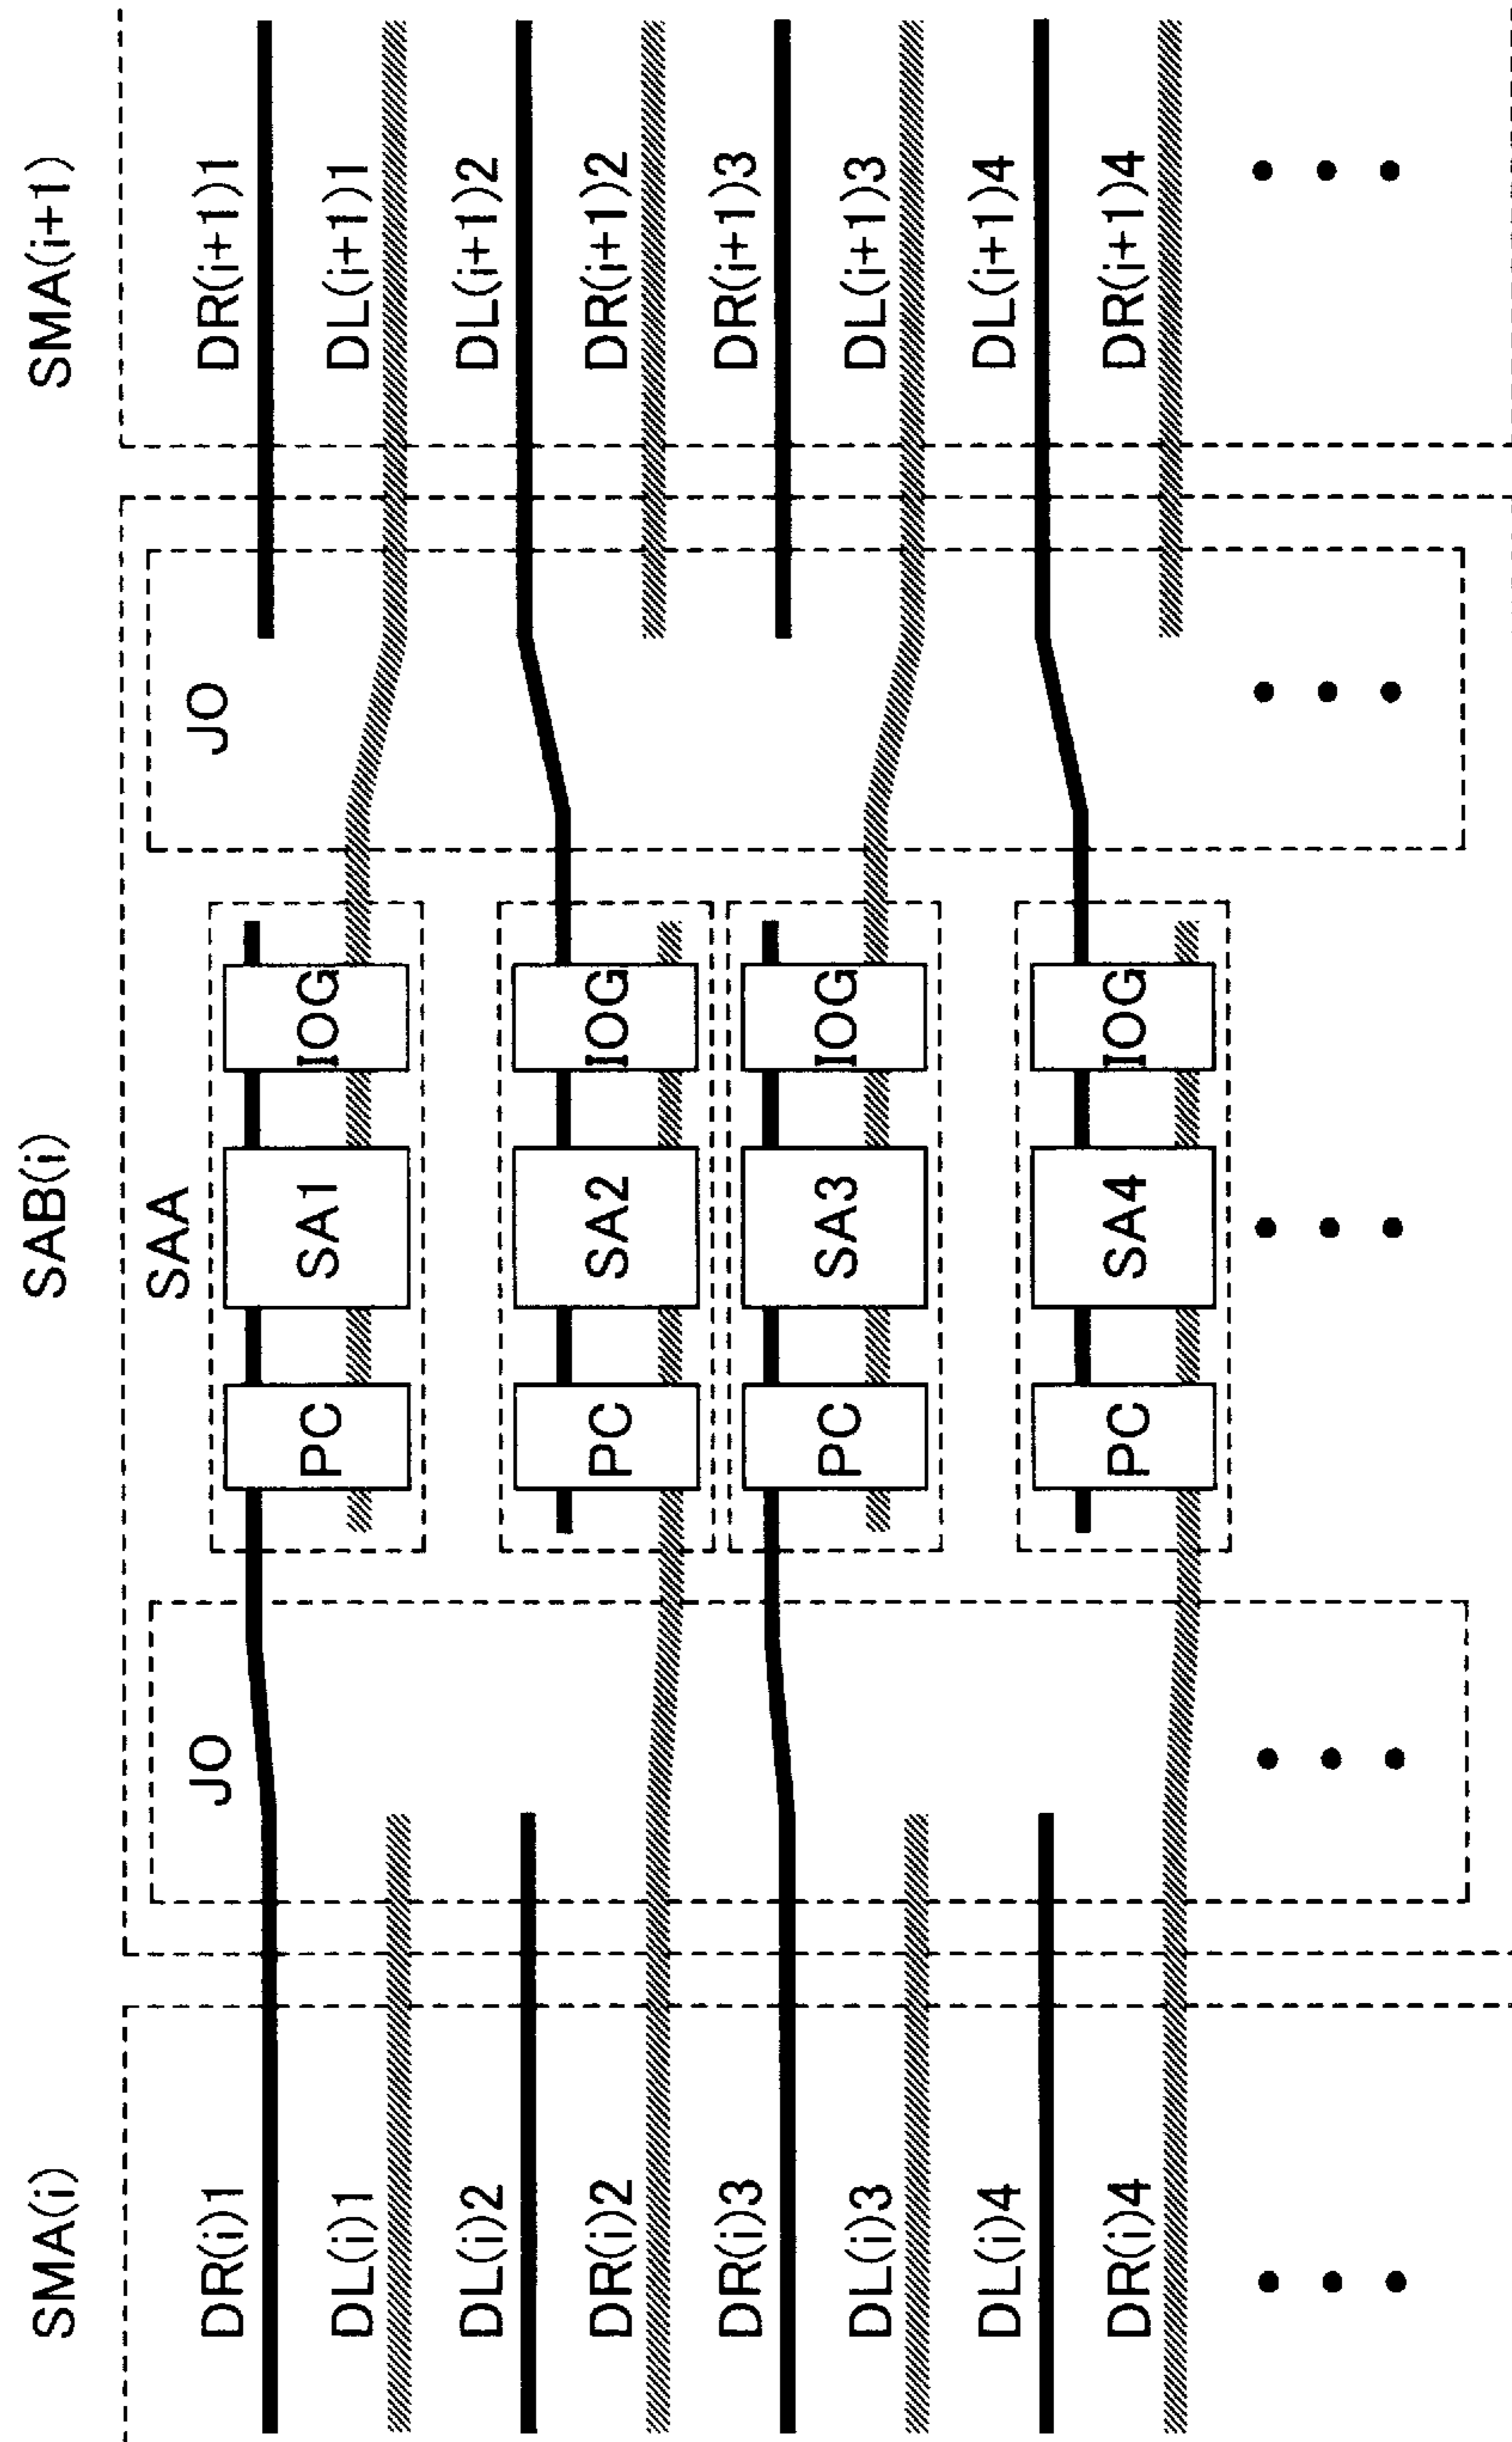 SMA(i)
SAB(i)
SMA(i+1)
SAA
JO
JO
DR(i)1
DL(i)1
DL(i)2
DR(i)2
DR(i)3
DL(i)3
DL(i)4
DR(i)4
PC
SA1
IOG
PC
SA2
IOG
PC
SA3
IOG
PC
SA4
IOG
DR(i+1)1
DL(i+1)1
DL(i+1)2
DR(i+1)2
DR(i+1)3
DL(i+1)3
DL(i+1)4
DR(i+1)4